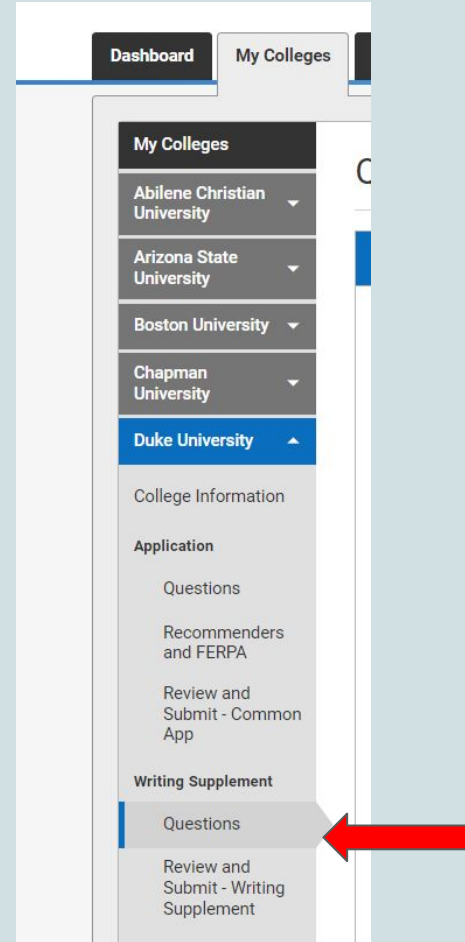 Dashboard
My Colleges
My Colleges
Abilene Christian
University
Arizona State
University
Boston University
Chapman
University
Duke University
College Information
Application
Questions
Recommenders
and FERPA
Review and
Submit - Common
App
Writing Supplement
Questions
Review and
Submit - Writing
Supplement